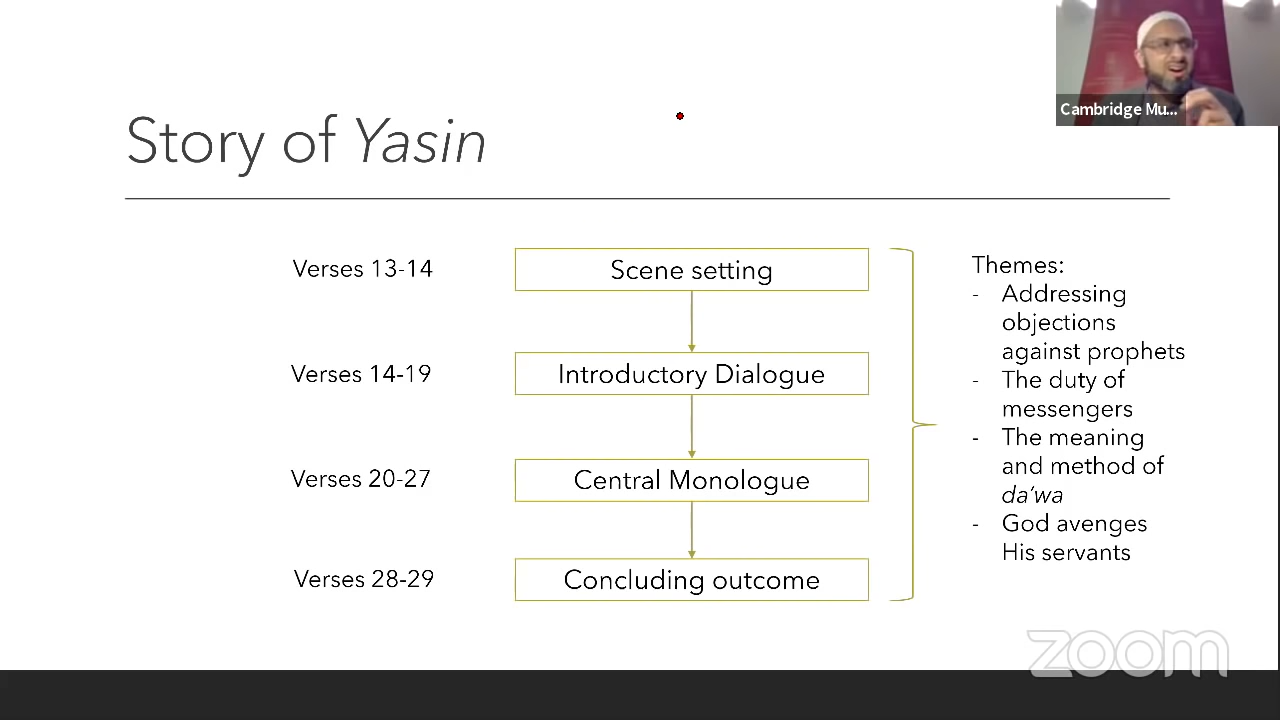 Cambridge Mu...
Story of Yasin
Verses 13-14
Scene setting
Verses 14-19
Introductory Dialogue
Verses 20-27
Central Monologue
Verses 28-29
Concluding outcome
Themes:
- Addressing
objections
against prophets
- The duty of
messengers
- The meaning
and method of
da’wa
- God avenges
His servants
zoom